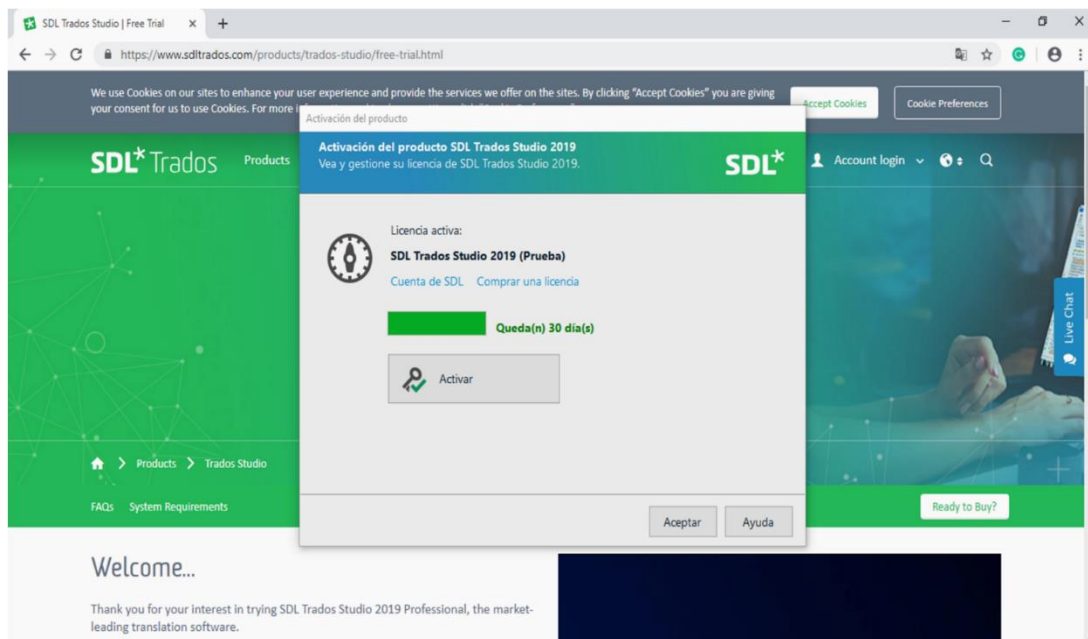 SDL Trados Studio | Free Trial
https://www.sdltrados.com/products/trados-studio/free-trial.html
We use Cookies on our sites to enhance your user experience and provide the services we offer on the sites. By clicking “Accept Cookies” you are giving
your consent for us to use Cookies. For more
Accept Cookies
Cookie Preferences
SDL* Trados
Products
Account login
Activación del producto
Activación del producto SDL Trados Studio 2019
Vea y gestione su licencia de SDL Trados Studio 2019.
SDL*
Licencia activa:
SDL Trados Studio 2019 (Prueba)
Cuenta de SDL Comprar una licencia
Queda(n) 30 día(s)
Activar
Aceptar
Ayuda
Live Chat
Products > Trados Studio
FAQs System Requirements
Ready to Buy?
Welcome...
Thank you for your interest in trying SDL Trados Studio 2019 Professional, the market-
leading translation software.